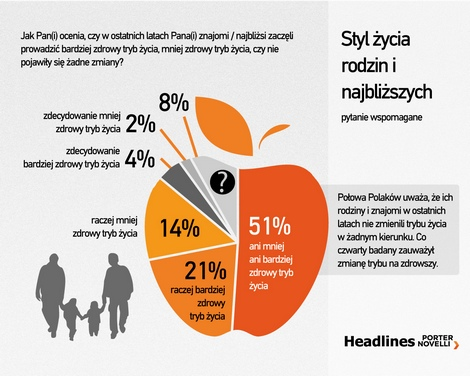 Jak Pan(i) ocenia, czy w ostatnich latach Pana(i) znajomi / najbliżsi zaczęli
prowadzić bardziej zdrowy tryb życia, mniej zdrowy tryb życia, czy nie
pojawiły się żadne zmiany?
Styl życia
rodzin i
najbliższych
pytanie wspomagane
8%
zdecydowanie mniej
zdrowy tryb życia
2%
zdecydowanie
bardziej zdrowy tryb życia
4%
?
raczej mniej
zdrowy tryb życia
14%
51%
ani mniej
ani bardziej
zdrowy tryb
życia
21%
raczej bardziej
zdrowy
tryb życia
Połowa Polaków uważa, że ich
rodziny i znajomi w ostatnich
latach nie zmienili trybu życia
w żadnym kierunku. Co
czwarty badany zauważył
zmianę trybu na zdrowszy.
Headlines PORTER
NOVELLI